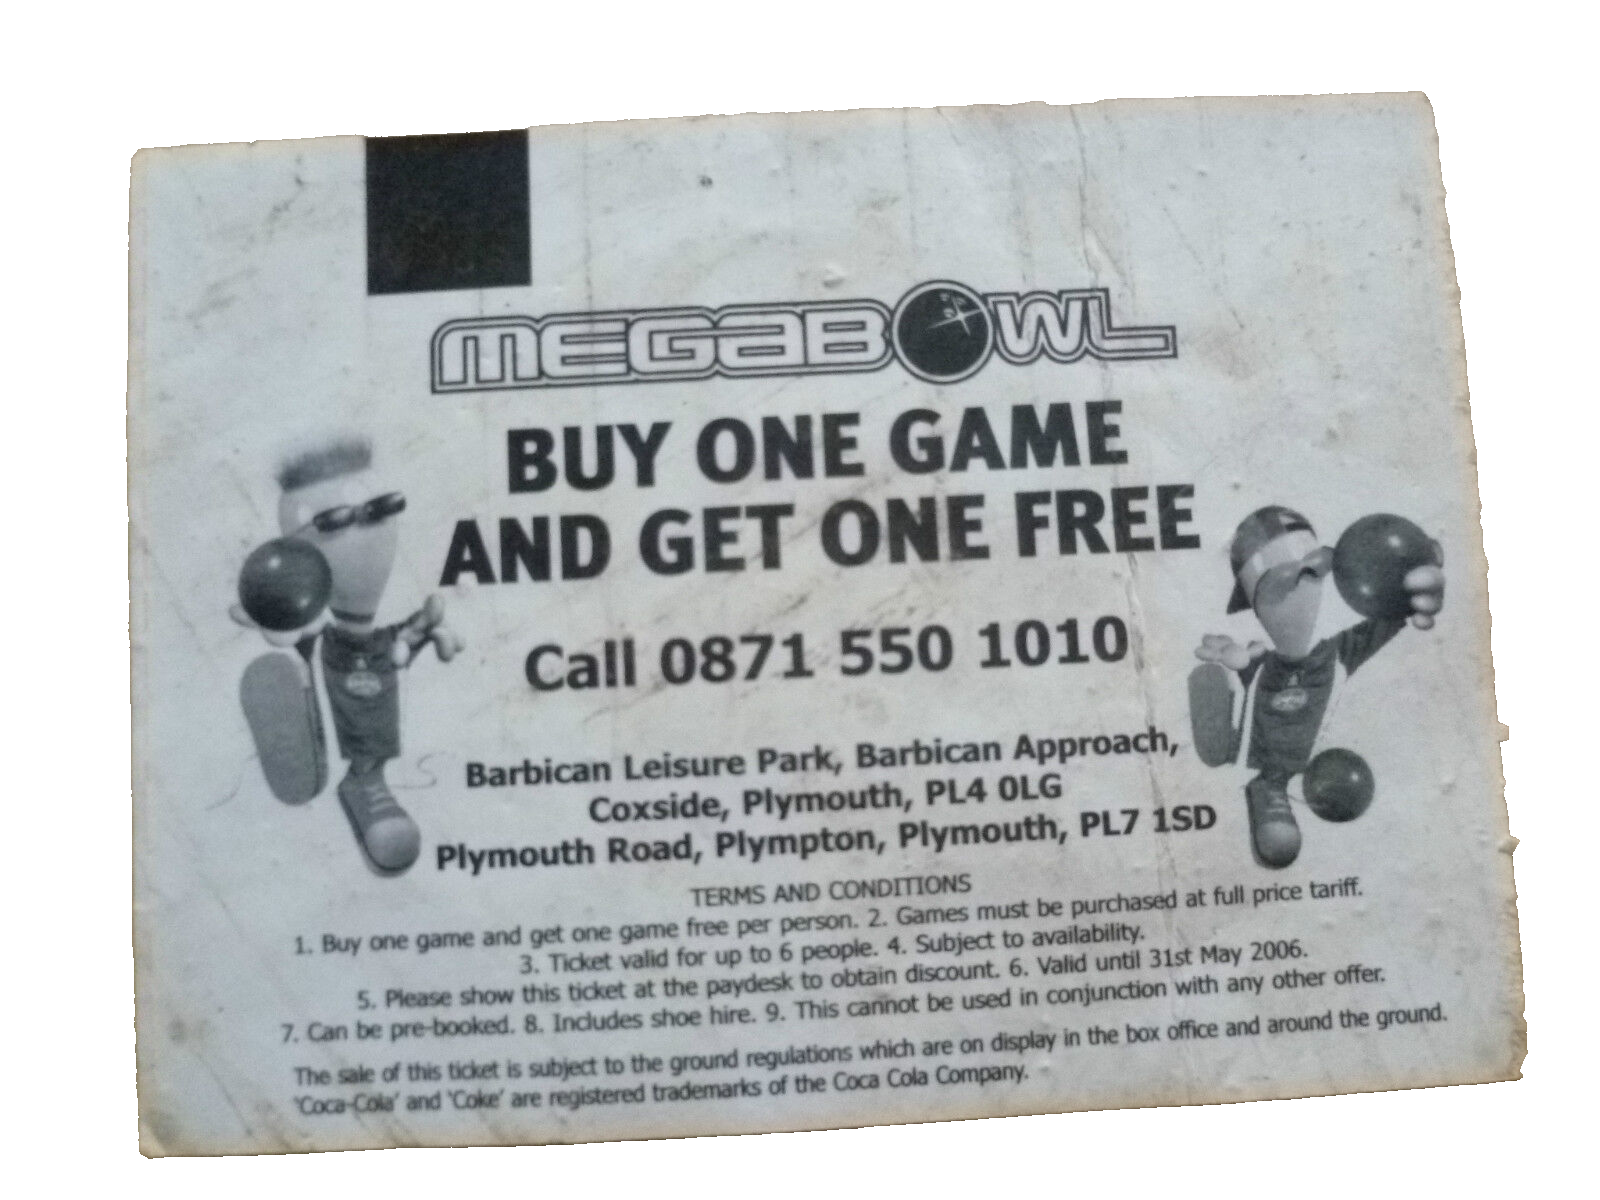 MEGABOWL
BUY ONE GAME
AND GET ONE FREE
Call 0871 550 1010
Barbican Leisure Park, Barbican Approach,
Coxside, Plymouth, PL4 0LG
Plymouth Road, Plympton, Plymouth, PL7 1SD
TERMS AND CONDITIONS
1. Buy one game and get one game free per person. 2. Games must be purchased at full price tariff.
3. Ticket valid for up to 6 people. 4. Subject to availability.
5. Please show this ticket at the paydesk to obtain discount. 6. Valid until 31st May 2006.
7. Can be pre-booked. 8. Includes shoe hire. 9. This cannot be used in conjunction with any other offer.
The sale of this ticket is subject to the ground regulations which are on display in the box office and around the ground.
'Coca-Cola' and 'Coke' are registered trademarks of the Coca Cola Company.